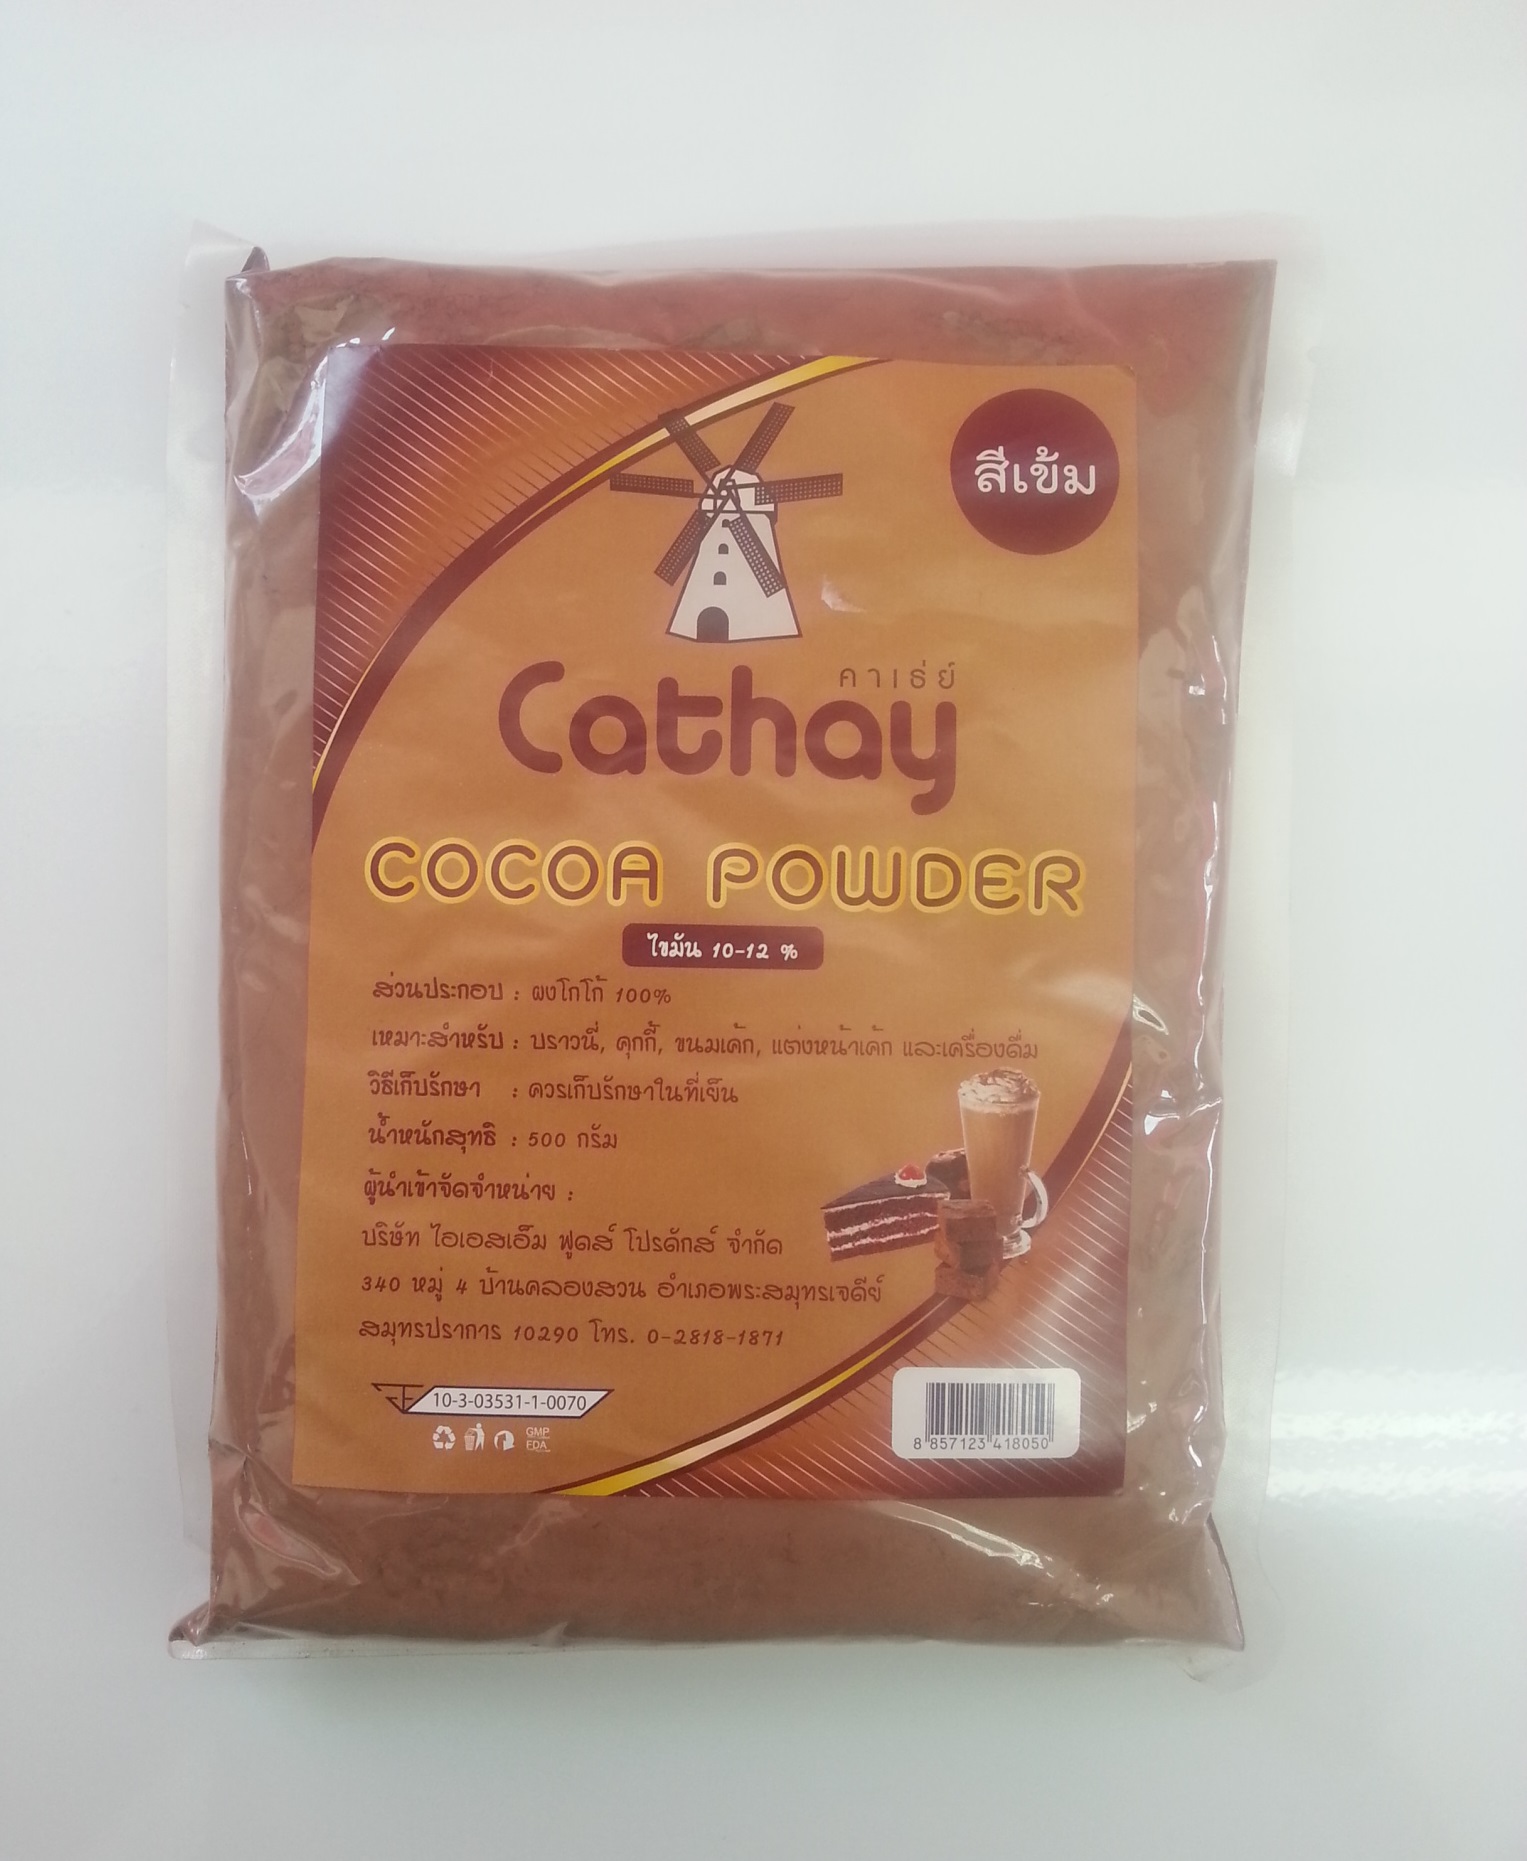 สีเข้ม
คาเธ่ย์
Cathay
COCOA POWDER
ไขมัน 10-12 %
ส่วนประกอบ : ผงโกโก้ 100%
เหมาะสำหรับ : บราวนี่, คุกกี้, ขนมเค้ก, แต่งหน้าเค้ก และเครื่องดื่ม
วิธีเก็บรักษา : ควรเก็บรักษาในที่เย็น
น้ำหนักสุทธิ : 500 กรัม
ผู้นำเข้าจัดจำหน่าย :
บริษัท ไอเอสเอ็ม ฟูดส์ โปรดักส์ จำกัด
340 หมู่ 4 บ้านคลองสวน อำเภอพระสมุทรเจดีย์
สมุทรปราการ 10290 โทร. 0-2818-1871
10-3-03531-1-0070
GMP
FDA
8 857123 418050